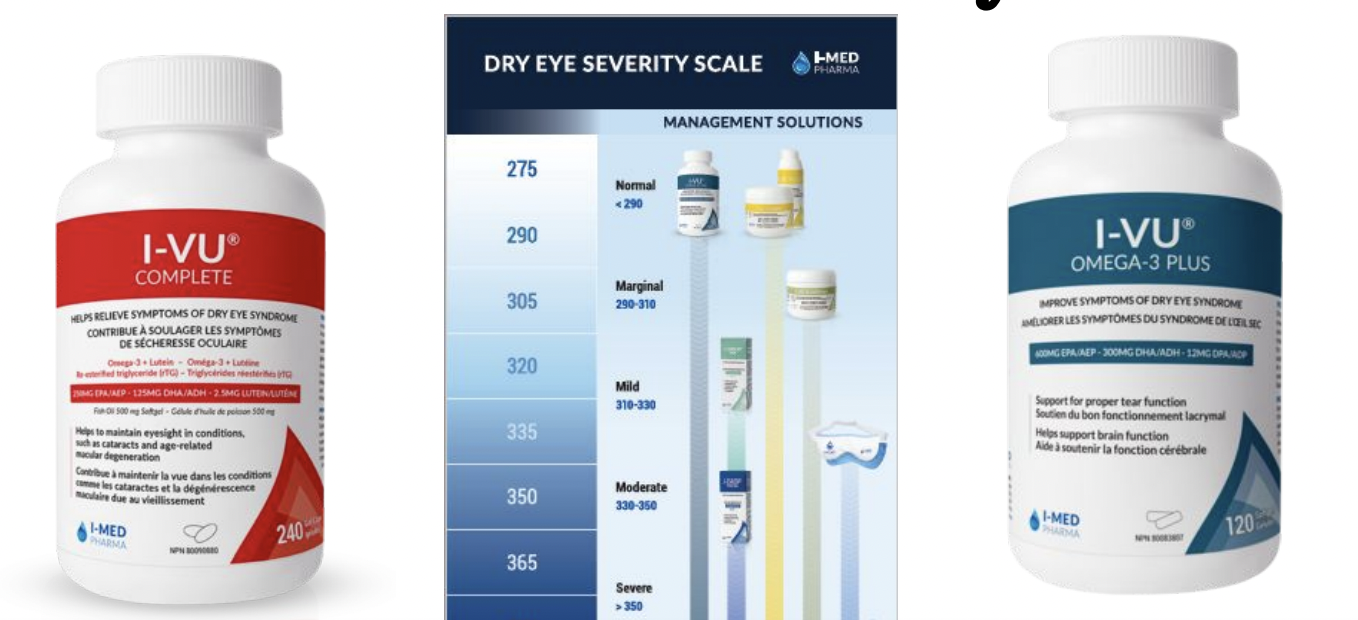 I-VU®
COMPLETE
HELPS RELIEVE SYMPTOMS OF DRY EYE SYNDROME
CONTRIBUE À SOULAGER LES SYMPTÔMES
DE SÉCHERESSE OCULAIRE
Omega-3 + Lutein – Oméga-3 + Lutéine
Re-esterified triglyceride (rTG) – Triglycérides réestérifiés (rTG)
250MG EPA/AEP - 125MG DHA/ADH - 2.5MG LUTEIN/LUTÉINE
Fish Oil 500 mg Softgel – Gélule d'huile de poisson 500 mg
Helps to maintain eyesight in conditions,
such as cataracts and age-related
macular degeneration
Contribue à maintenir la vue dans les conditions
comme les cataractes et la dégénérescence
maculaire due au vieillissement
I-MED
PHARMA
NPN 80090880
240
DRY EYE SEVERITY SCALE
I-MED
PHARMA
MANAGEMENT SOLUTIONS
275
Normal
< 290
290
Marginal
290-310
305
320
Mild
310-330
335
Moderate
330-350
350
365
Severe
> 350
I-VU®
OMEGA-3 PLUS
IMPROVE SYMPTOMS OF DRY EYE SYNDROME
AMÉLIORER LES SYMPTÔMES DU SYNDROME DE L'ŒIL SEC
600MG EPA/AEP - 300MG DHA/ADH - 12MG DPA/ADP
Support for proper tear function
Soutien du bon fonctionnement lacrymal
Helps support brain function
Aide à soutenir la fonction cérébrale
I-MED
PHARMA
120